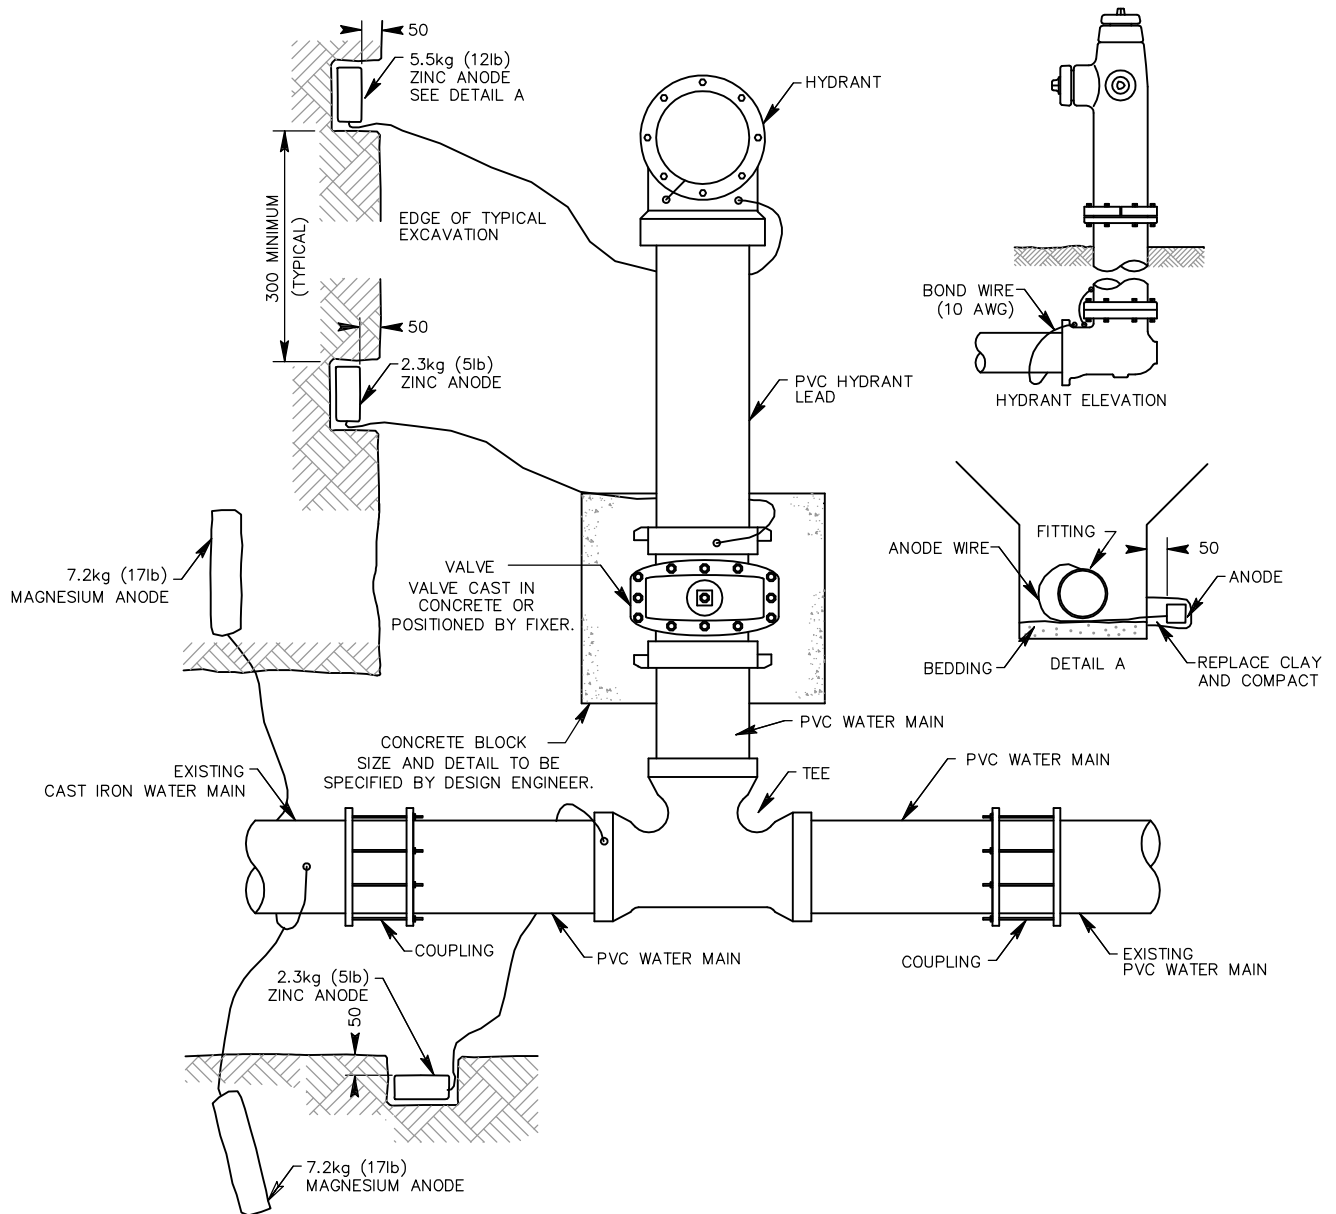 50
5.5kg (12lb)
ZINC ANODE
SEE DETAIL A
HYDRANT
300 MINIMUM
(TYPICAL)
EDGE OF TYPICAL
EXCAVATION
50
2.3kg (5lb)
ZINC ANODE
BOND WIRE
(10 AWG)
PVC HYDRANT
LEAD
HYDRANT ELEVATION
7.2kg (17lb)
MAGNESIUM ANODE
VALVE
VALVE CAST IN
CONCRETE OR
POSITIONED BY FIXER.
FITTING
50
ANODE WIRE
ANODE
BEDDING
DETAIL A
REPLACE CLAY
AND COMPACT
PVC WATER MAIN
CONCRETE BLOCK
SIZE AND DETAIL TO BE
SPECIFIED BY DESIGN ENGINEER.
EXISTING
CAST IRON WATER MAIN
TEE
PVC WATER MAIN
COUPLING
PVC WATER MAIN
COUPLING
EXISTING
PVC WATER MAIN
2.3kg (5lb)
ZINC ANODE
50
7.2kg (17lb)
MAGNESIUM ANODE